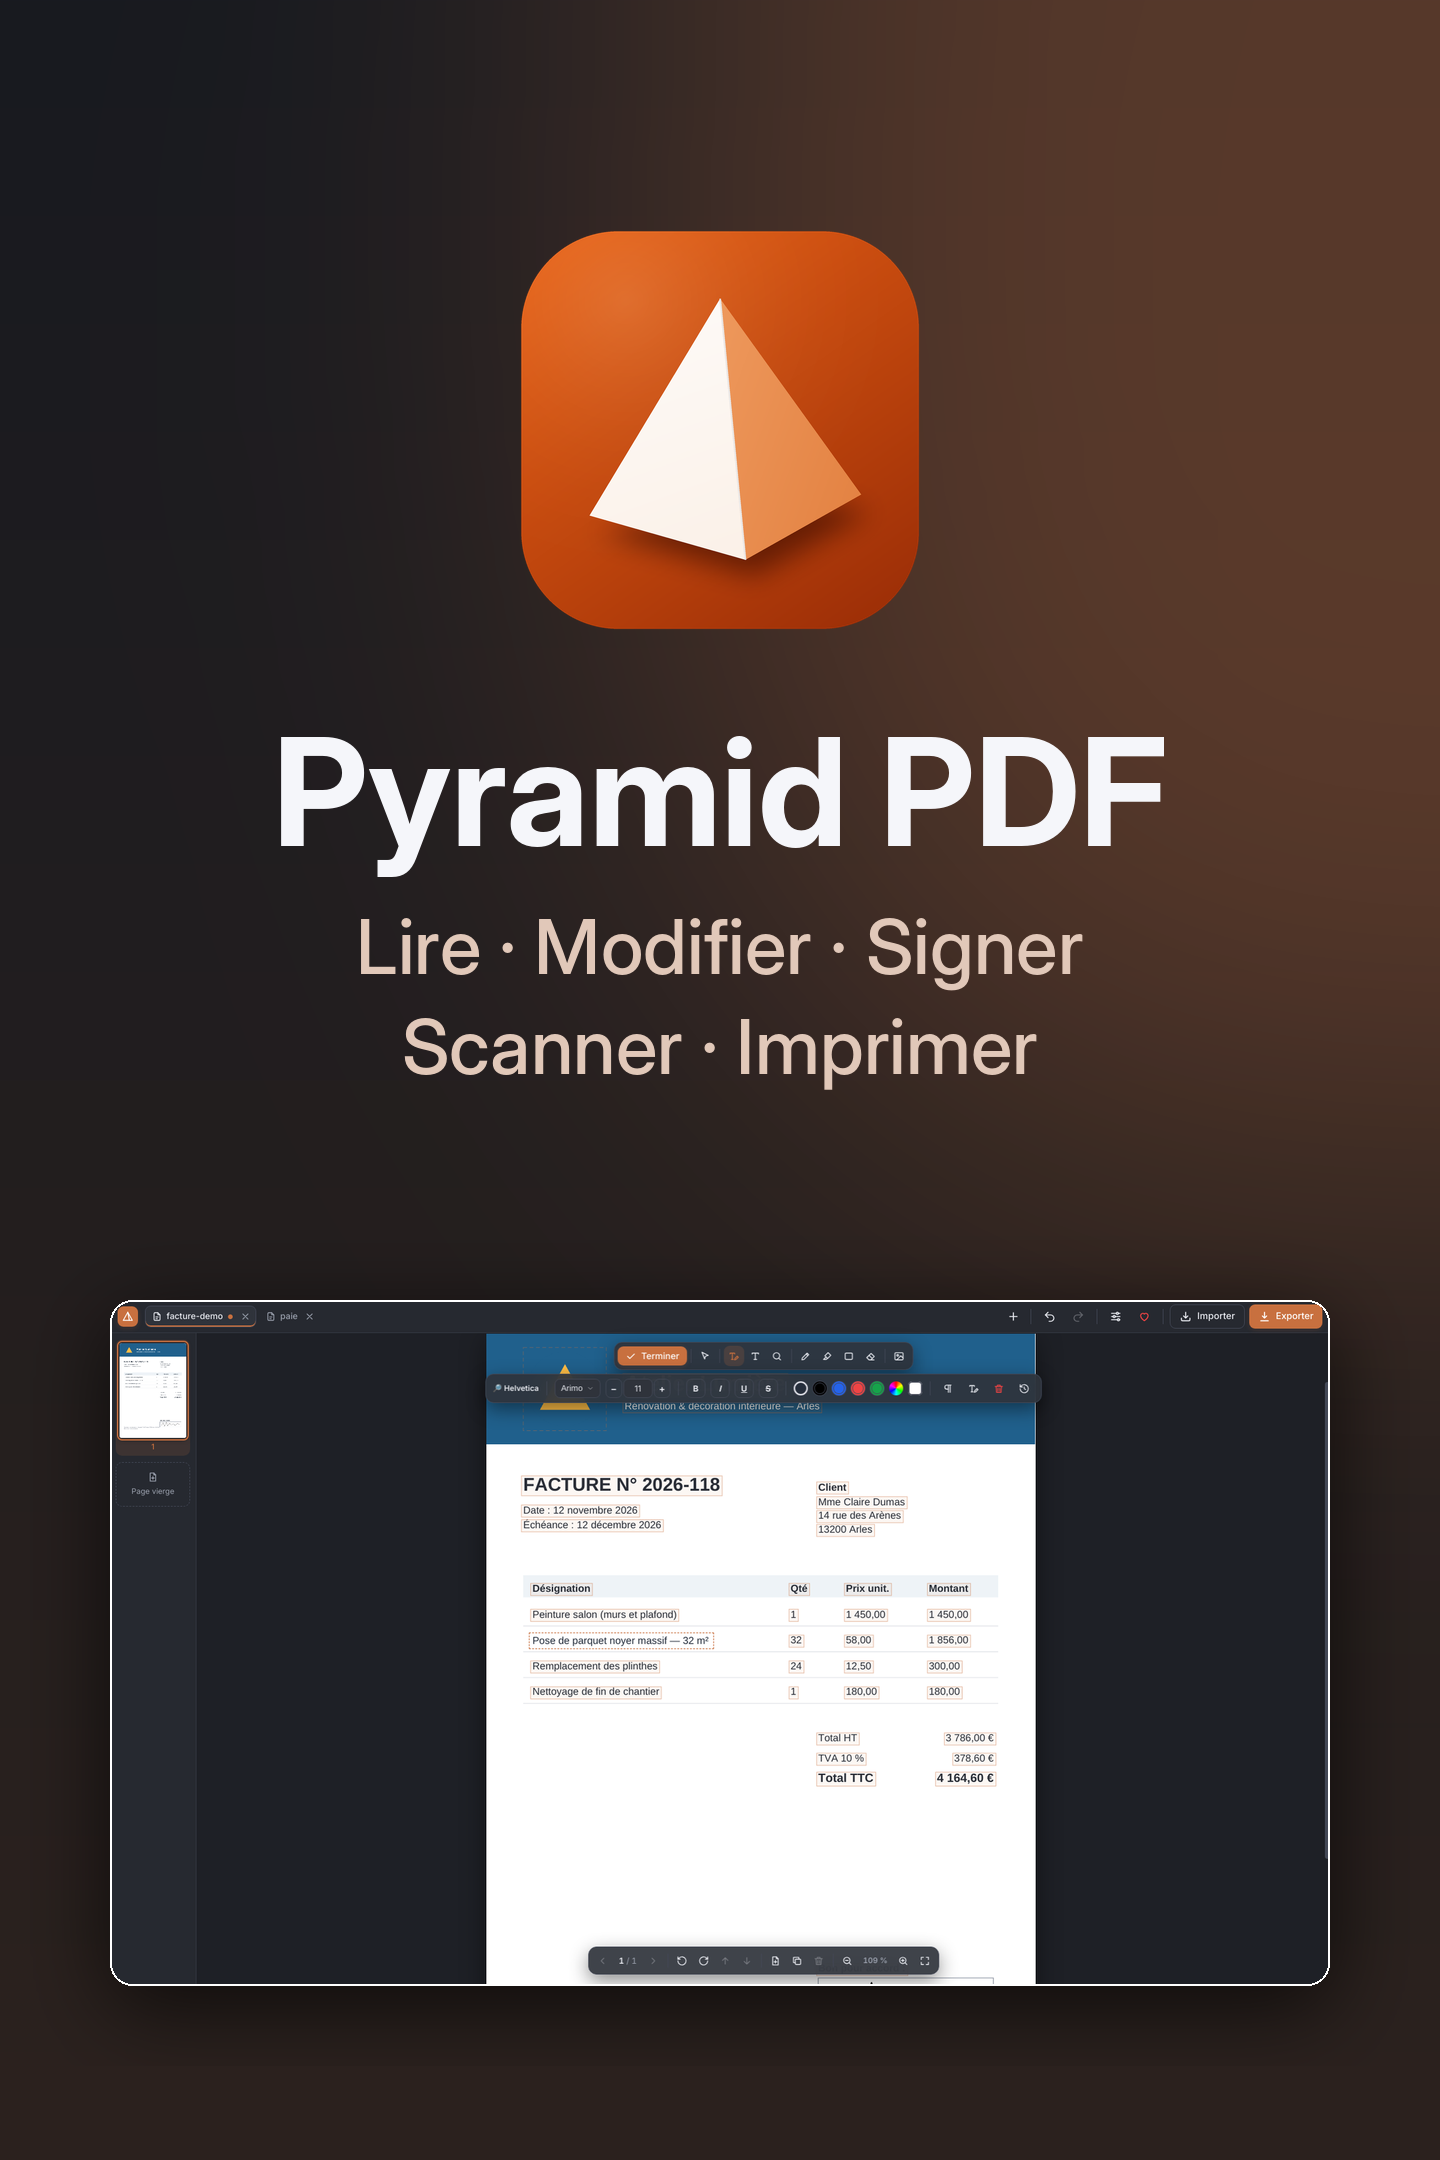 Pyramid PDF
Lire · Modifier · Signer
Scanner · Imprimer
facture-demo
paie
Importer
Exporter
1
Page vierge
Terminer
Helvetica
Arimo
11
B I U S
Rénovation & décoration intérieure — Arles
FACTURE N° 2026-118
Date : 12 novembre 2026
Échéance : 12 décembre 2026
Client
Mme Claire Dumas
14 rue des Arènes
13200 Arles
Désignation Qté Prix unit. Montant
Peinture salon (murs et plafond) 1 1 450,00 1 450,00
Pose de parquet noyer massif — 32 m² 32 58,00 1 856,00
Remplacement des plinthes 24 12,50 300,00
Nettoyage de fin de chantier 1 180,00 180,00
Total HT 3 786,00 €
TVA 10 % 378,60 €
Total TTC 4 164,60 €
1 / 1
109 %